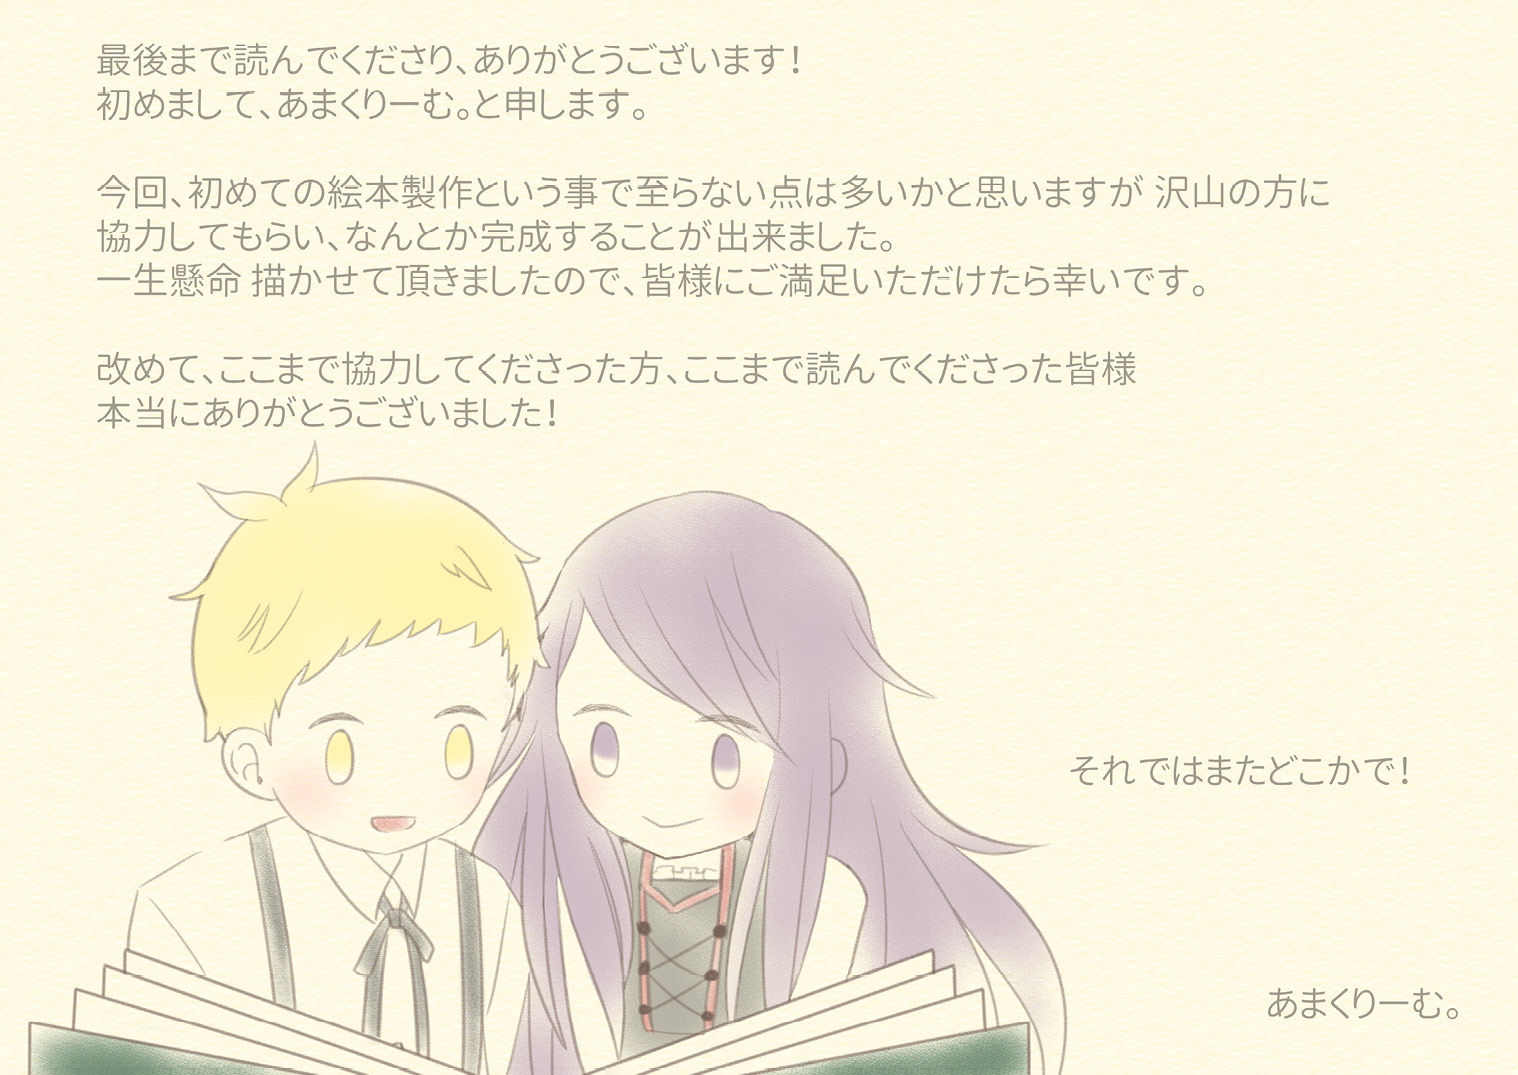 最後まで読んでくださり、ありがとうございます！
初めまして、あまくりーむ。と申します。
今回、初めての絵本製作という事で至らない点は多いかと思いますが 沢山の方に
協力してもらい、なんとか完成することが出来ました。
一生懸命 描かせて頂きましたので、皆様にご満足いただけたら幸いです。
改めて、ここまで協力してくださった方、ここまで読んでくださった皆様
本当にありがとうございました！
それではまたどこかで！
あまくりーむ。